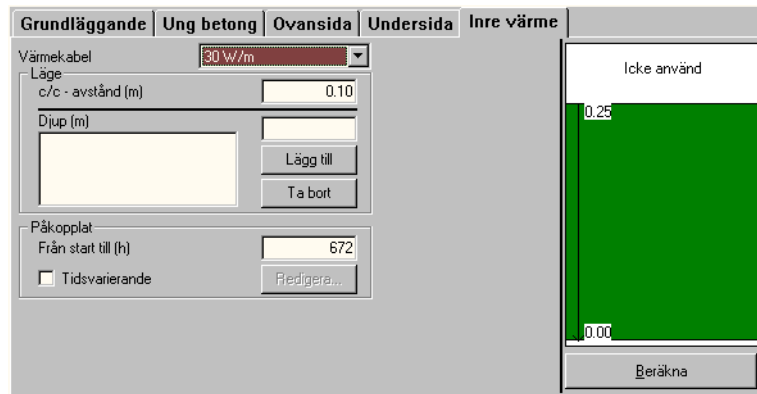 Grundläggande Ung betong Ovansida Undersida Inre värme
Värmekabel 30 W/m
Läge
c/c - avstånd (m) 0.10
Djup (m)
Lägg till
Ta bort
Påkopplat
Från start till (h) 672
Tidsvarierande Redigera...
Icke använd
0.25
0.00
Beräkna